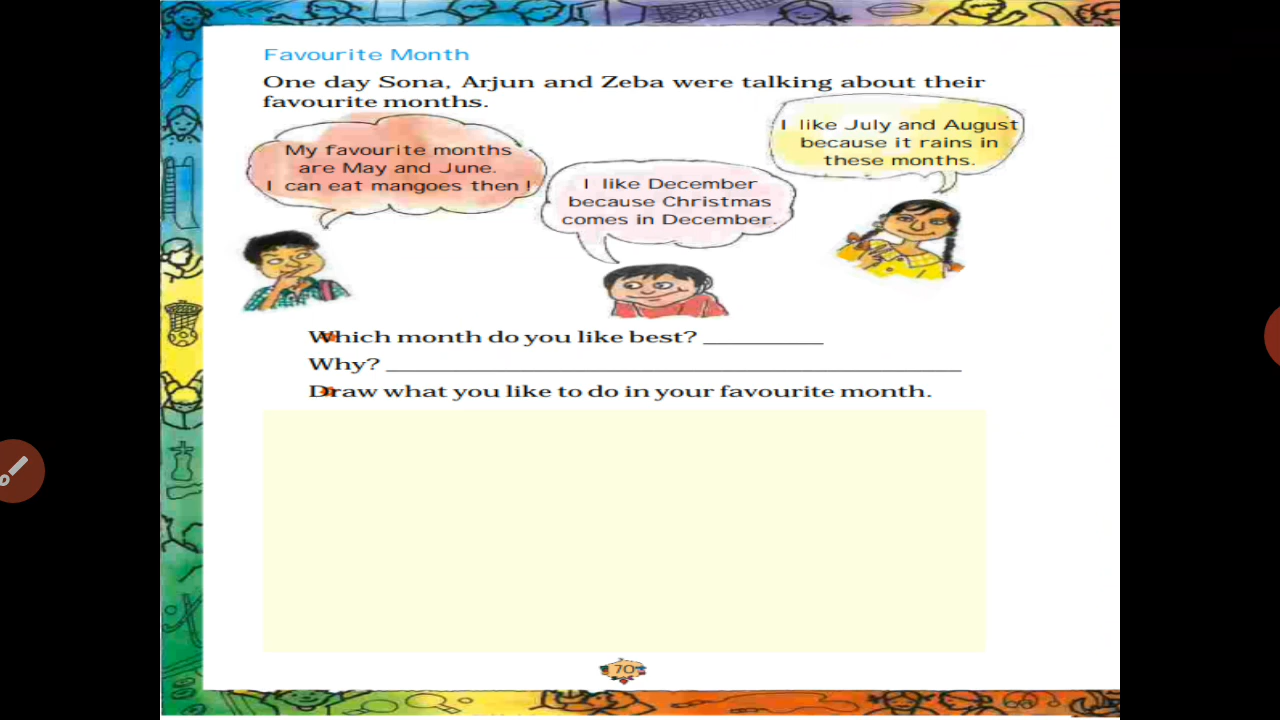 Favourite Month
One day Sona, Arjun and Zeba were talking about their
favourite months.
My favourite months
are May and June.
I can eat mangoes then !
I like December
because Christmas
comes in December.
I like July and August
because it rains in
these months.
Which month do you like best? __________
Why? __________________________________________________
Draw what you like to do in your favourite month.
70